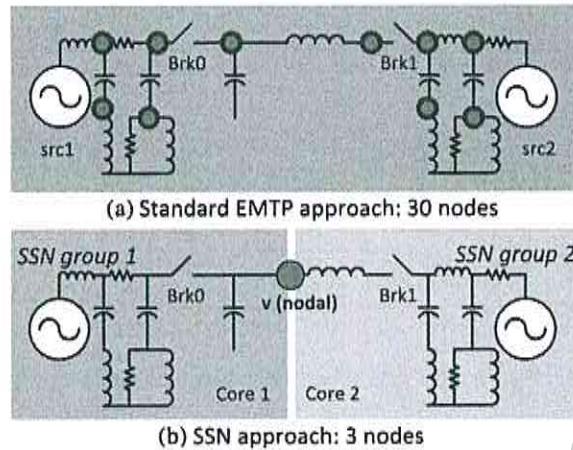 Brk0
Brk1
src1
src2
(a) Standard EMTP approach: 30 nodes
SSN group 1
SSN group 2
Brk0
v (nodal)
Brk1
Core 1
Core 2
(b) SSN approach: 3 nodes